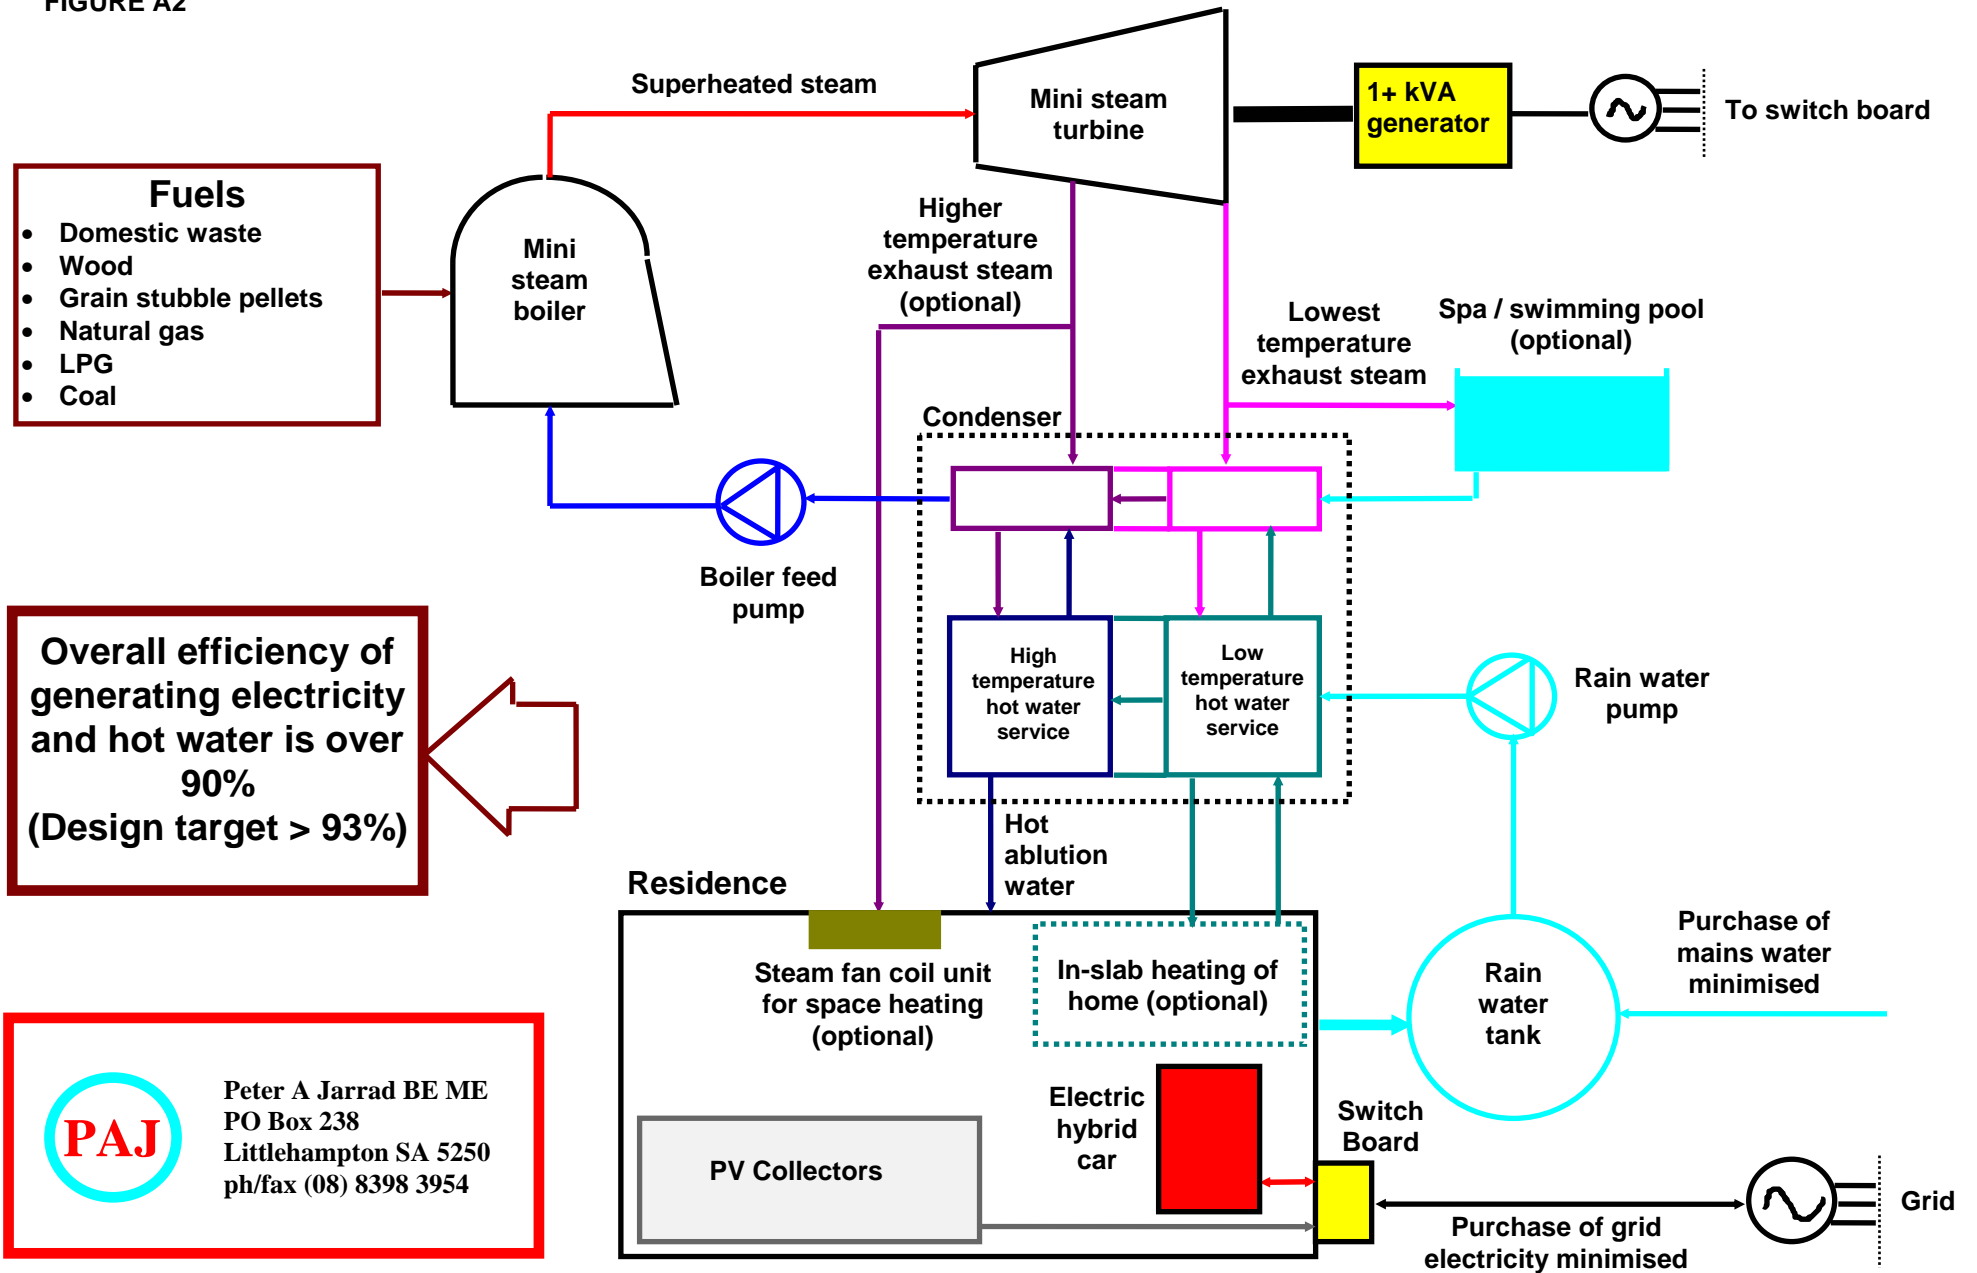 FIGURE A2
Superheated steam
Mini steam
turbine
1+ kVA
generator
To switch board
Fuels
• Domestic waste
• Wood
• Grain stubble pellets
• Natural gas
• LPG
• Coal
Mini
steam
boiler
Higher
temperature
exhaust steam
(optional)
Lowest
temperature
exhaust steam
Spa / swimming pool
(optional)
Condenser
Boiler feed
pump
High
temperature
hot water
service
Low
temperature
hot water
service
Rain water
pump
Overall efficiency of
generating electricity
and hot water is over
90%
(Design target > 93%)
Hot
ablution
water
Residence
Steam fan coil unit
for space heating
(optional)
In-slab heating of
home (optional)
Rain
water
tank
Purchase of
mains water
minimised
PAJ
Peter A Jarrad BE ME
PO Box 238
Littlehampton SA 5250
ph/fax (08) 8398 3954
PV Collectors
Electric
hybrid
car
Switch
Board
Purchase of grid
electricity minimised
Grid